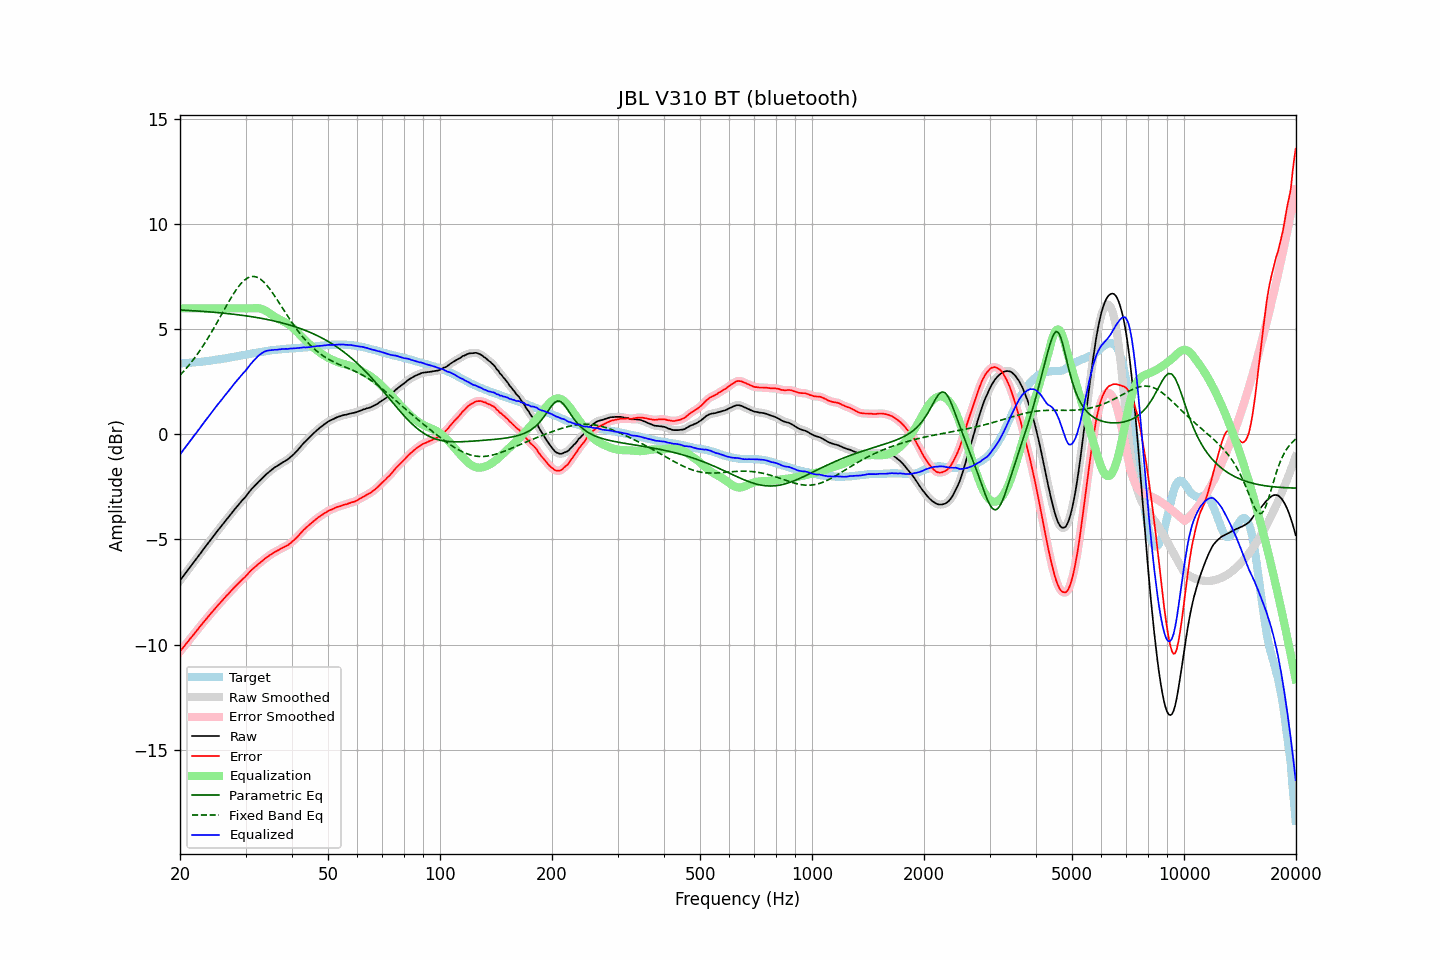 JBL V310 BT (bluetooth)
15
10
5
0
−5
−10
−15
Amplitude (dBr)
Target
Raw Smoothed
Error Smoothed
Raw
Error
Equalization
Parametric Eq
Fixed Band Eq
Equalized
20
50
100
200
500
1000
2000
5000
10000
20000
Frequency (Hz)